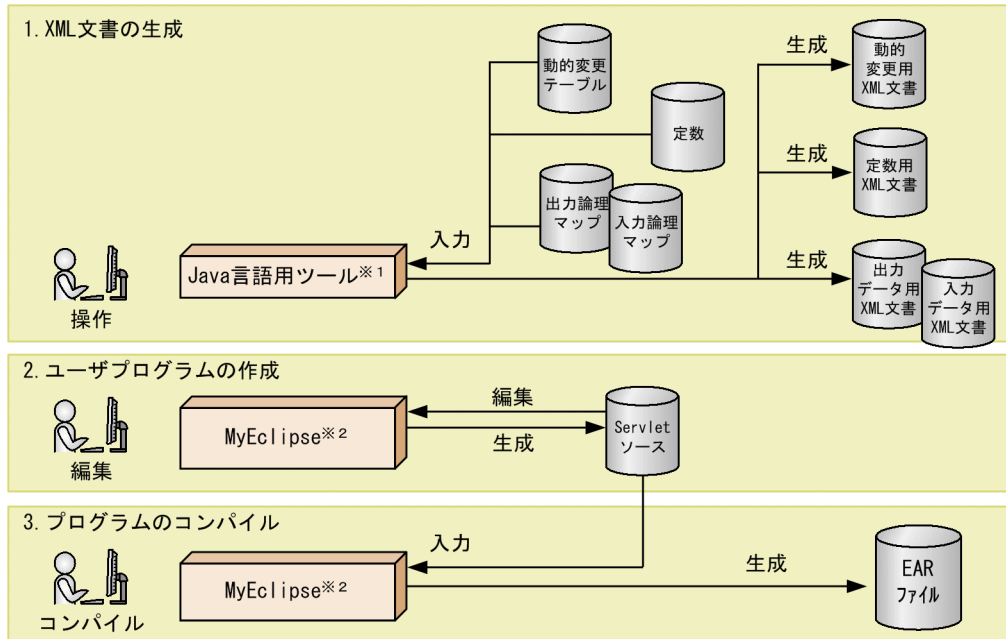 1. XML文書の生成
動的変更
テーブル
定数
出力論理
マップ
入力論理
マップ
入力
Java言語用ツール※1
操作
生成
動的
変更用
XML文書
生成
定数用
XML文書
生成
出力
データ用
XML文書
入力
データ用
XML文書
2. ユーザプログラムの作成
編集
MyEclipse※2
編集
生成
Servlet
ソース
3. プログラムのコンパイル
コンパイル
MyEclipse※2
入力
生成
EAR
ファイル